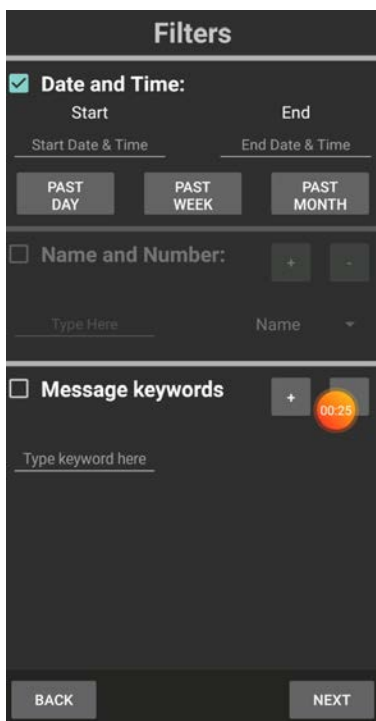 Filters
Date and Time:
Start End
Start Date & Time End Date & Time
PAST DAY PAST WEEK PAST MONTH
Name and Number: + -
Type Here Name
Message keywords +
00:25
Type keyword here
BACK NEXT